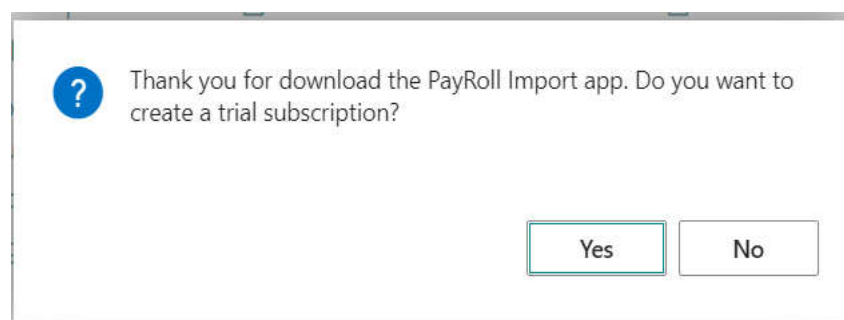 ?
Thank you for download the PayRoll Import app. Do you want to
create a trial subscription?
Yes No